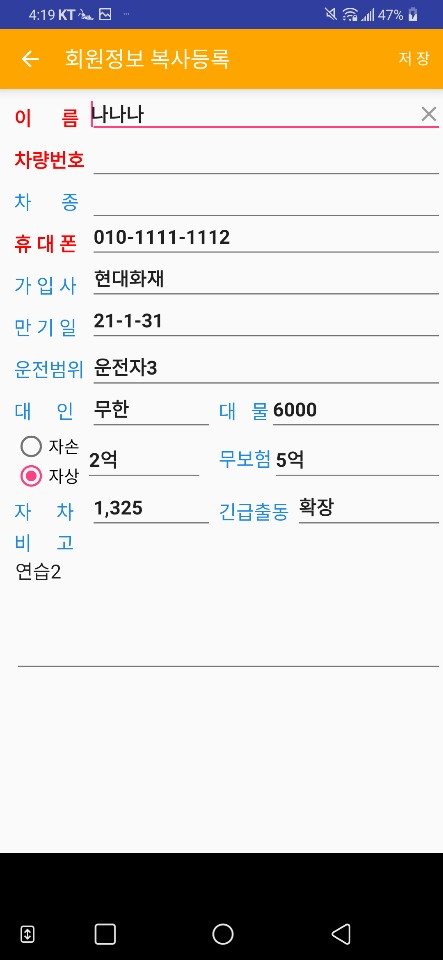 4:19 KT
47%
회원정보 복사등록 저장
이 름 나나나
차량번호
차 종
휴 대 폰 010-1111-1112
가 입 사 현대화재
만 기 일 21-1-31
운전범위 운전자3
대 인 무한 대 물 6000
자손
자상 2억 무보험 5억
자 차 1,325 긴급출동 확장
비 고
연습2